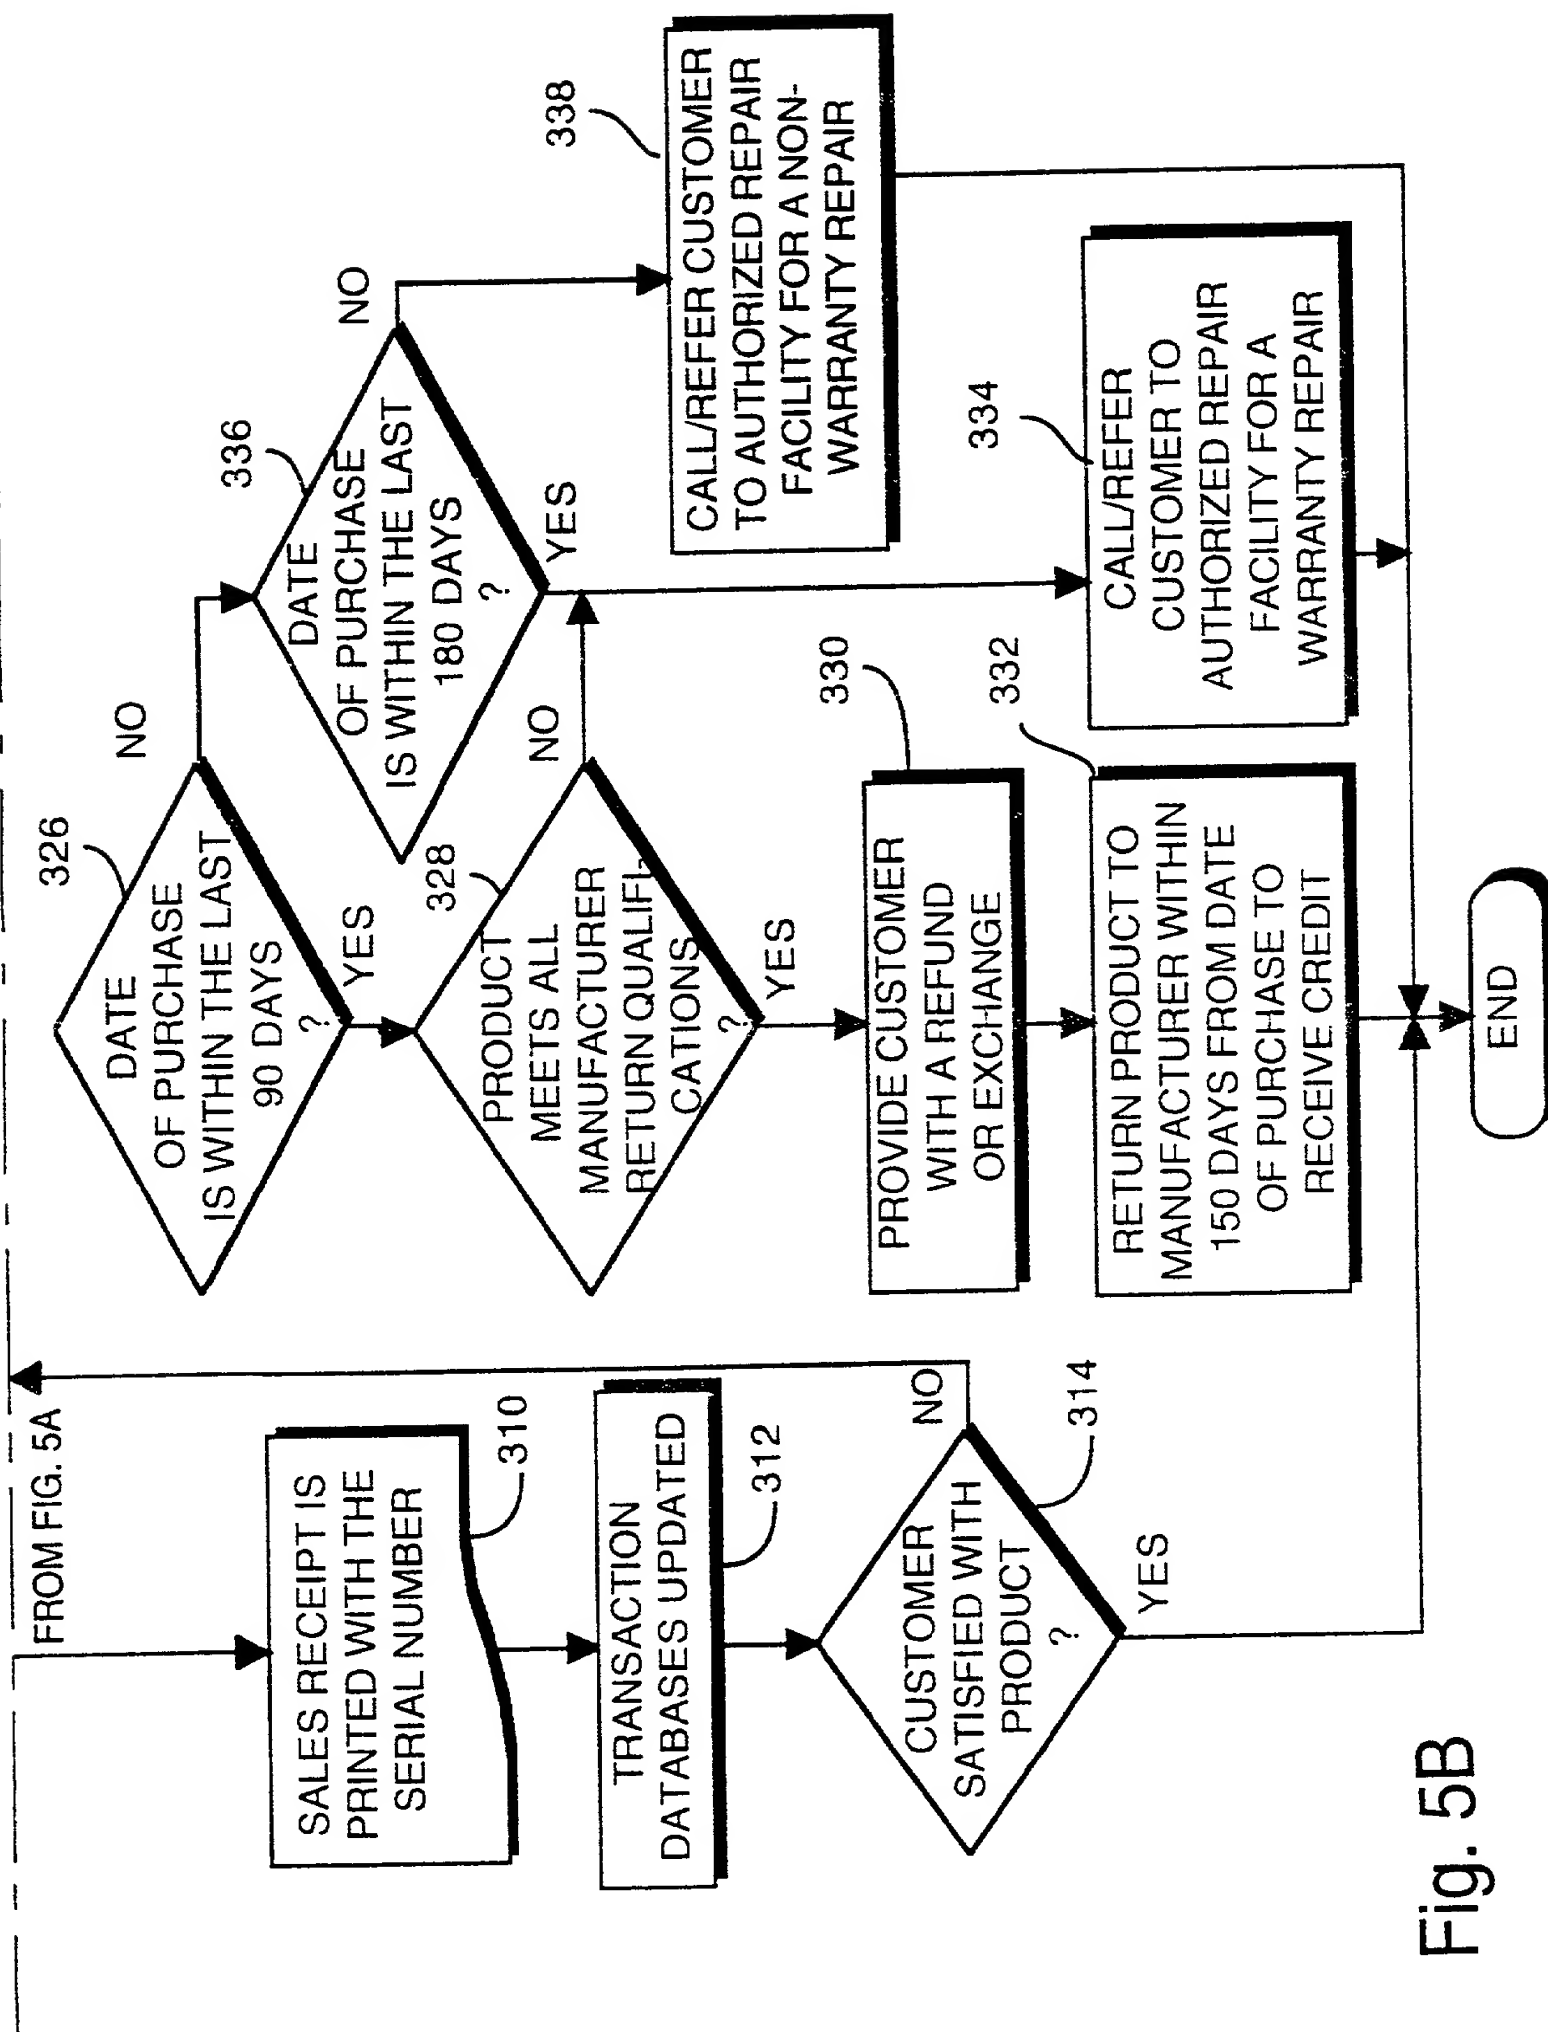 FROM FIG. 5A
SALES RECEIPT IS
PRINTED WITH THE
SERIAL NUMBER
310
TRANSACTION
DATABASES UPDATED
312
CUSTOMER
SATISFIED WITH
PRODUCT
?
NO
314
YES
326
DATE
OF PURCHASE
IS WITHIN THE LAST
90 DAYS
?
NO
YES
328
PRODUCT
MEETS ALL
MANUFACTURER
RETURN QUALIFI-
CATIONS
?
NO
YES
330
PROVIDE CUSTOMER
WITH A REFUND
OR EXCHANGE
332
RETURN PRODUCT TO
MANUFACTURER WITHIN
150 DAYS FROM DATE
OF PURCHASE TO
RECEIVE CREDIT
336
DATE
OF PURCHASE
IS WITHIN THE LAST
180 DAYS
?
NO
YES
334
CALL/REFER
CUSTOMER TO
AUTHORIZED REPAIR
FACILITY FOR A
WARRANTY REPAIR
338
CALL/REFER CUSTOMER
TO AUTHORIZED REPAIR
FACILITY FOR A NON-
WARRANTY REPAIR
END
Fig. 5B